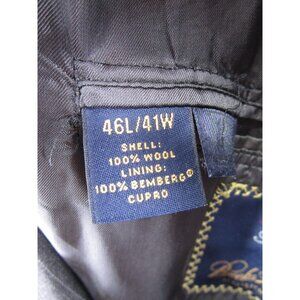 46L/41W
SHELL:
100% WOOL
LINING:
100% BEMBERG®
CUPRO